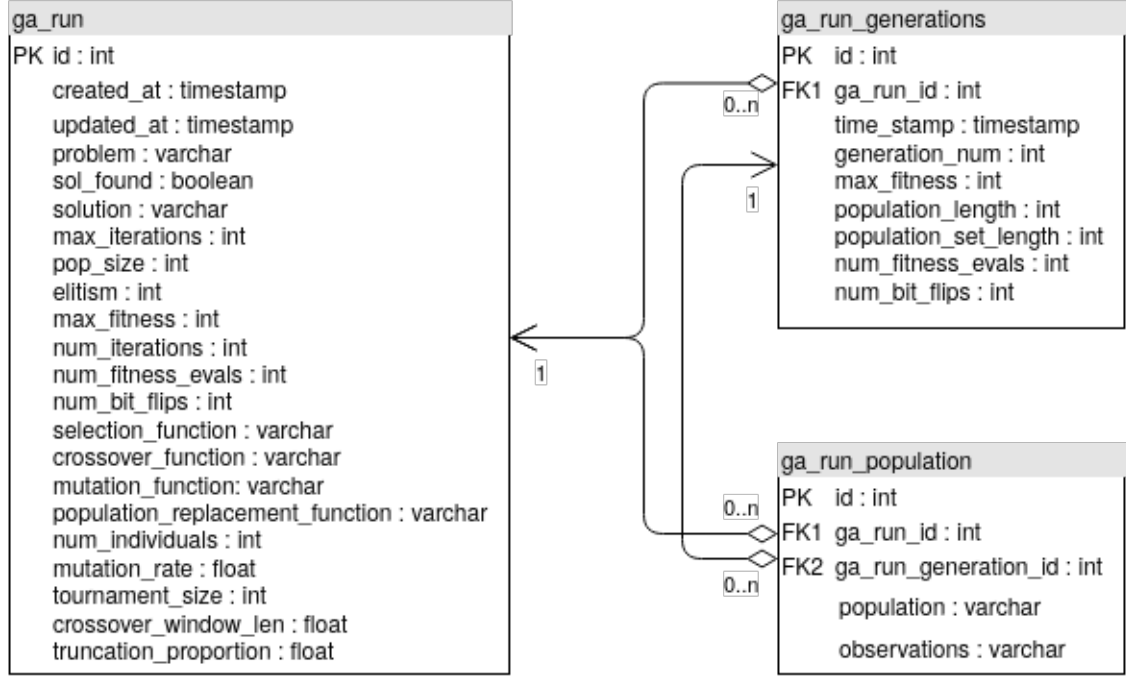 ga_run
PK id : int
created_at : timestamp
updated_at : timestamp
problem : varchar
sol_found : boolean
solution : varchar
max_iterations : int
pop_size : int
elitism : int
max_fitness : int
num_iterations : int
num_fitness_evals : int
num_bit_flips : int
selection_function : varchar
crossover_function : varchar
mutation_function: varchar
population_replacement_function : varchar
num_individuals : int
mutation_rate : float
tournament_size : int
crossover_window_len : float
truncation_proportion : float
1
0..n
1
0..n
0..n
ga_run_generations
PK id : int
FK1 ga_run_id : int
time_stamp : timestamp
generation_num : int
max_fitness : int
population_length : int
population_set_length : int
num_fitness_evals : int
num_bit_flips : int
ga_run_population
PK id : int
FK1 ga_run_id : int
FK2 ga_run_generation_id : int
population : varchar
observations : varchar